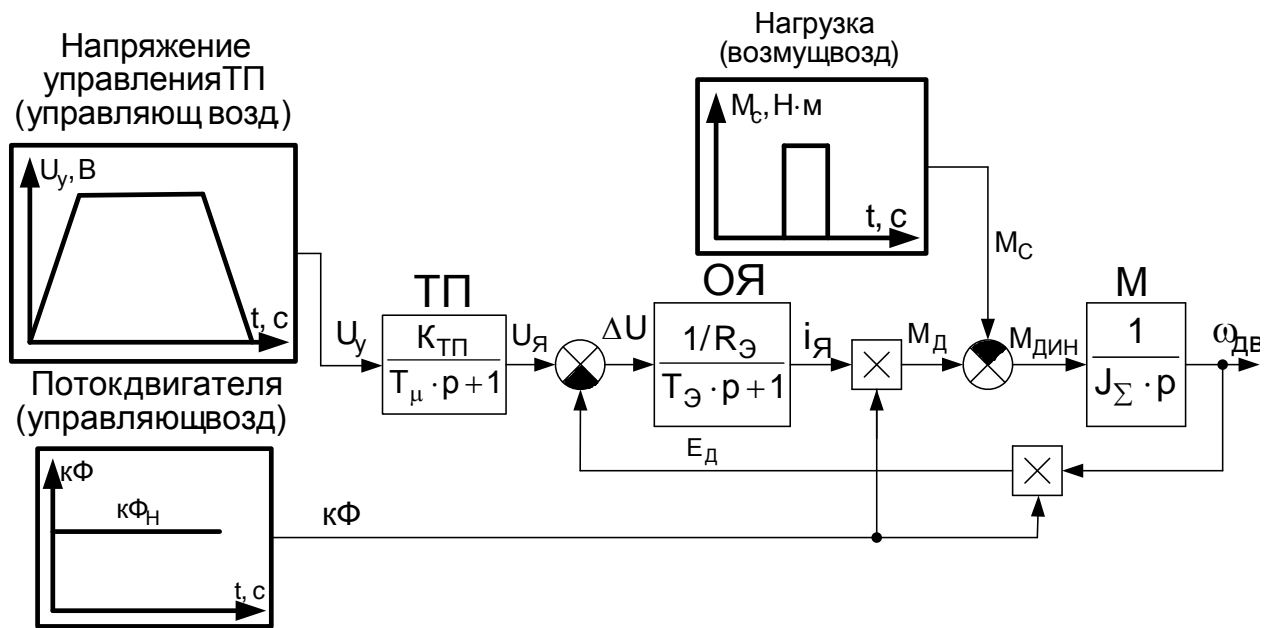 Напряжение
управленияТП
(управляющ возд.)
U_у, В
t, с
Нагрузка
(возмущвозд)
M_с, Н·м
t, с
M_С
U_у
ТП
K_ТП
T_μ · p + 1
U_Я
ΔU
ОЯ
1/R_Э
T_Э · p + 1
i_Я
M_Д
M_ДИН
М
1
J_Σ · p
ω_дв
E_Д
Потокдвигателя
(управляющвозд)
кФ
кФ_Н
t, с
кФ